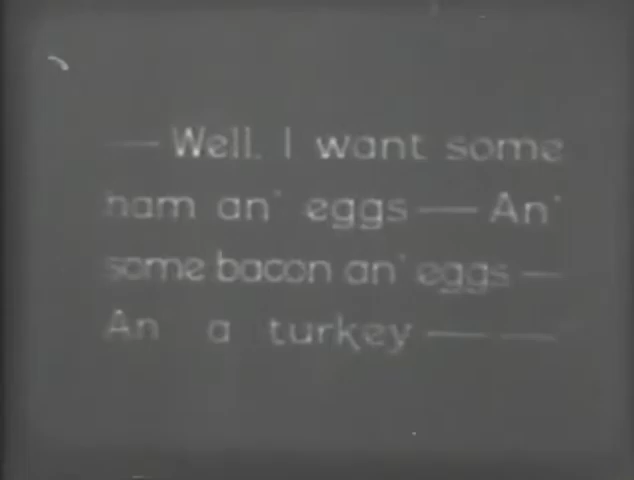 — Well. I want some
ham an' eggs — An'
some bacon an' eggs —
An a turkey — —